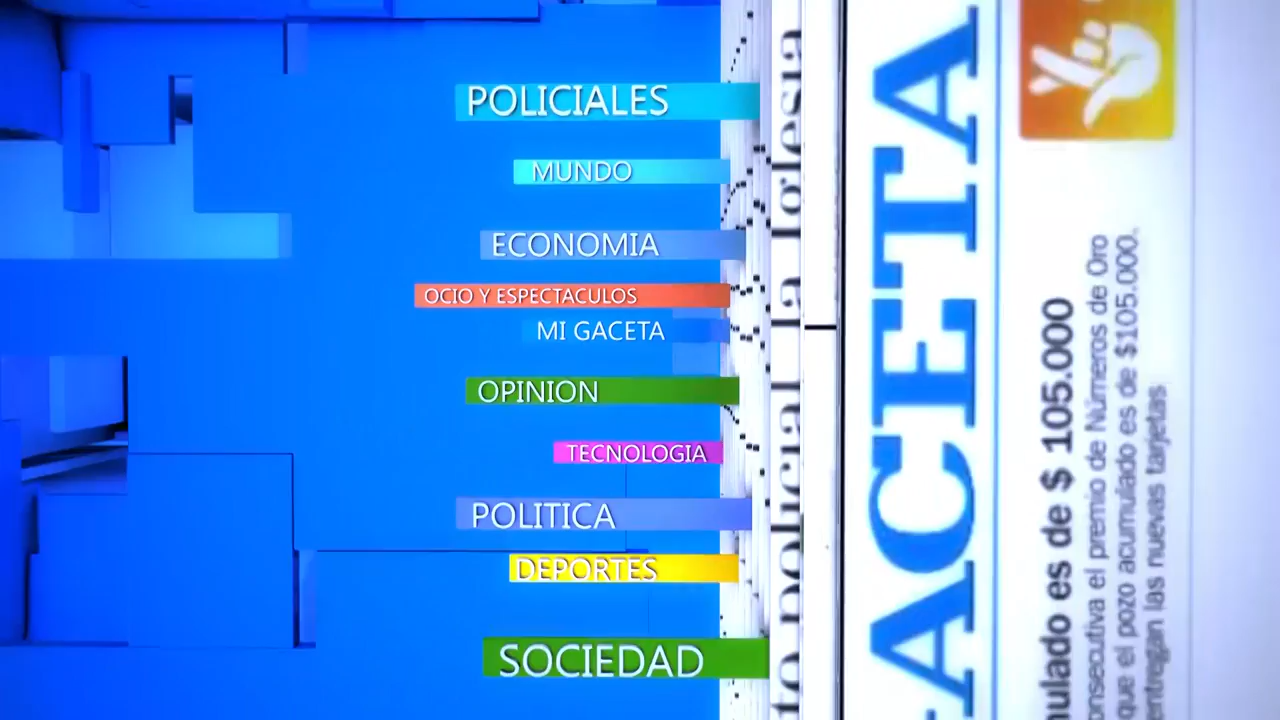 POLICIALES
MUNDO
ECONOMIA
OCIO Y ESPECTACULOS
MI GACETA
OPINION
TECNOLOGIA
POLITICA
DEPORTES
SOCIEDAD
policial la Iglesia
ACETA
mulado es de $ 105.000
onsecutiva el premio de Números de Oro
que el pozo acumulado es de $105.000.
entregan las nuevas tarjetas